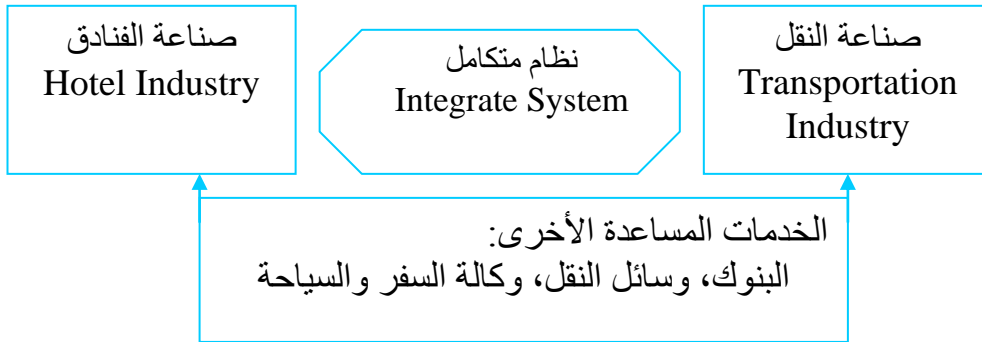 صناعة النقل
Transportation
Industry
نظام متكامل
Integrate System
صناعة الفنادق
Hotel Industry
الخدمات المساعدة الأخرى:
البنوك، وسائل النقل، وكالة السفر والسياحة